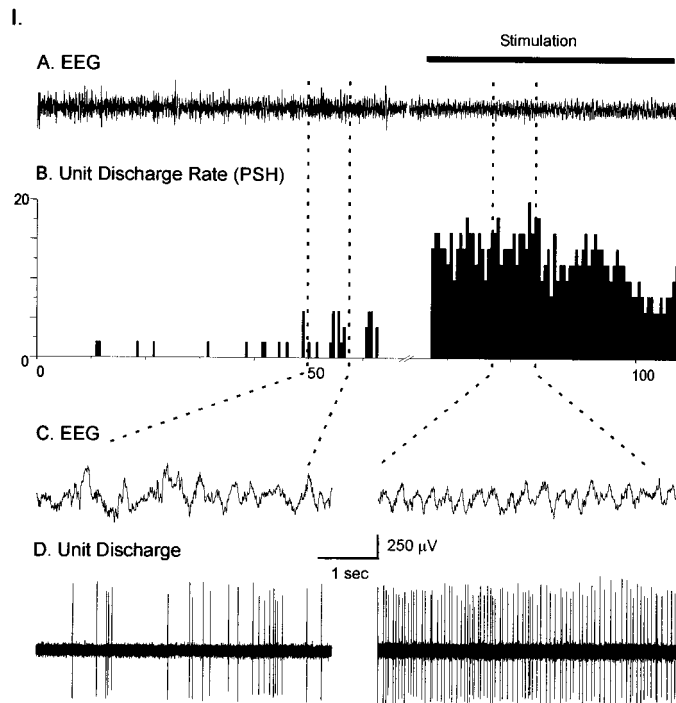 I.
Stimulation
A. EEG
B. Unit Discharge Rate (PSH)
20
0
0
50
100
C. EEG
D. Unit Discharge
250 µV
1 sec